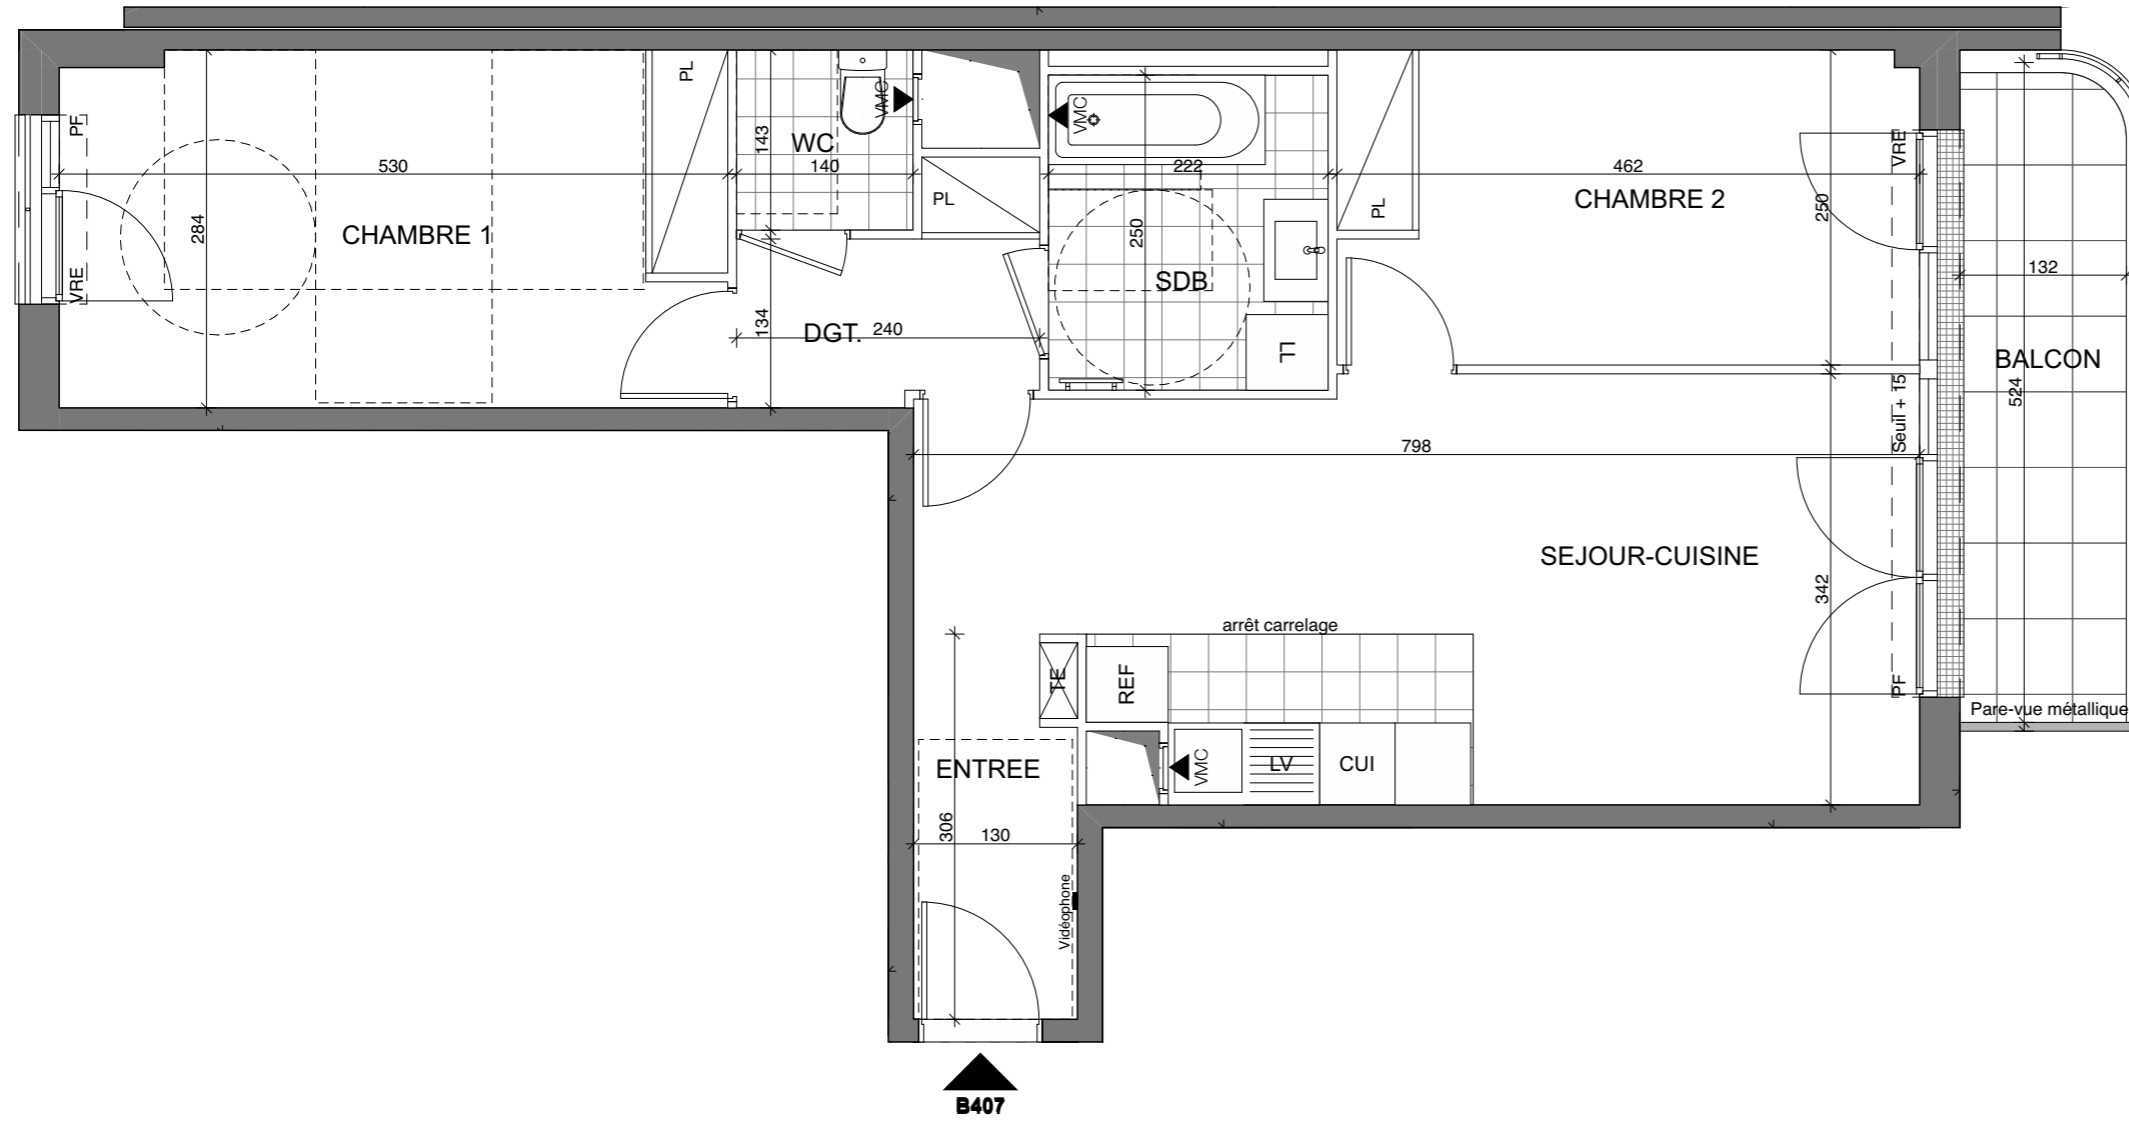 PL
VMC
VMC
PF
143
WC
VRE
530
140
222
462
PL
PL
CHAMBRE 2
250
284
CHAMBRE 1
250
SDB
132
VRE
134
DGT.
240
LL
BALCON
524
Seuil + 15
798
SEJOUR-CUISINE
342
arrêt carrelage
TE
REF
PF
Pare-vue métallique
ENTREE
VMC
LV
CUI
306
130
Vidéophone
B407